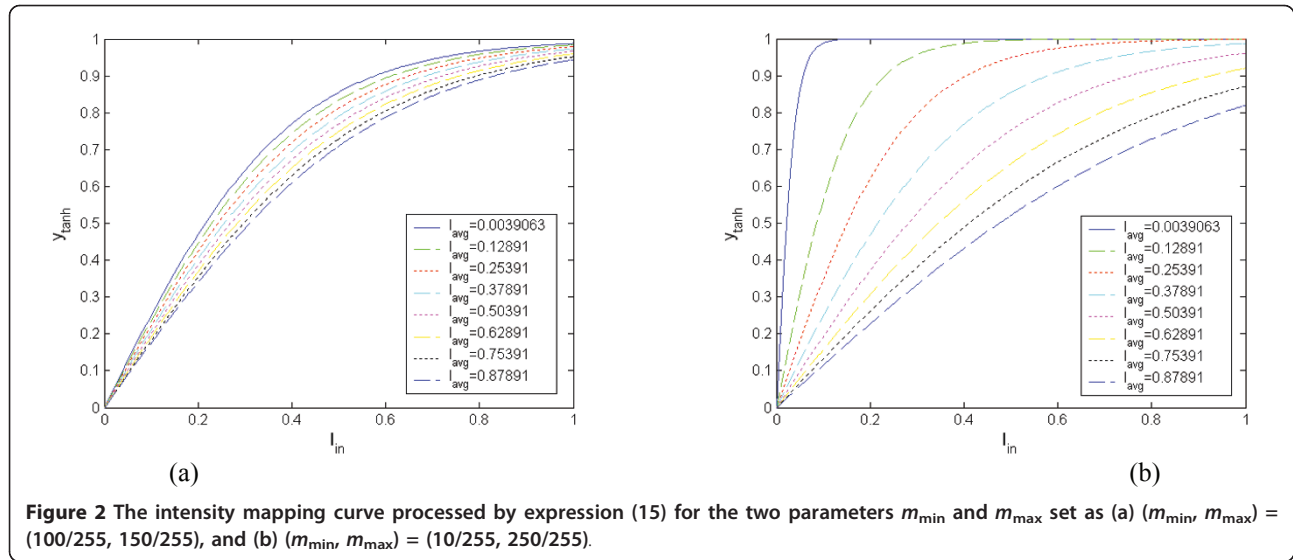 1
0.9
0.8
0.7
0.6
0.5
0.4
0.3
0.2
0.1
0
y_tanh
0
0.2
0.4
0.6
0.8
1
I_in
I_avg=0.0039063
I_avg=0.12891
I_avg=0.25391
I_avg=0.37891
I_avg=0.50391
I_avg=0.62891
I_avg=0.75391
I_avg=0.87891
(a)
1
0.9
0.8
0.7
0.6
0.5
0.4
0.3
0.2
0.1
0
y_tanh
0
0.2
0.4
0.6
0.8
1
I_in
I_avg=0.0039063
I_avg=0.12891
I_avg=0.25391
I_avg=0.37891
I_avg=0.50391
I_avg=0.62891
I_avg=0.75391
I_avg=0.87891
(b)
Figure 2 The intensity mapping curve processed by expression (15) for the two parameters m_min and m_max set as (a) (m_min, m_max) =
(100/255, 150/255), and (b) (m_min, m_max) = (10/255, 250/255).